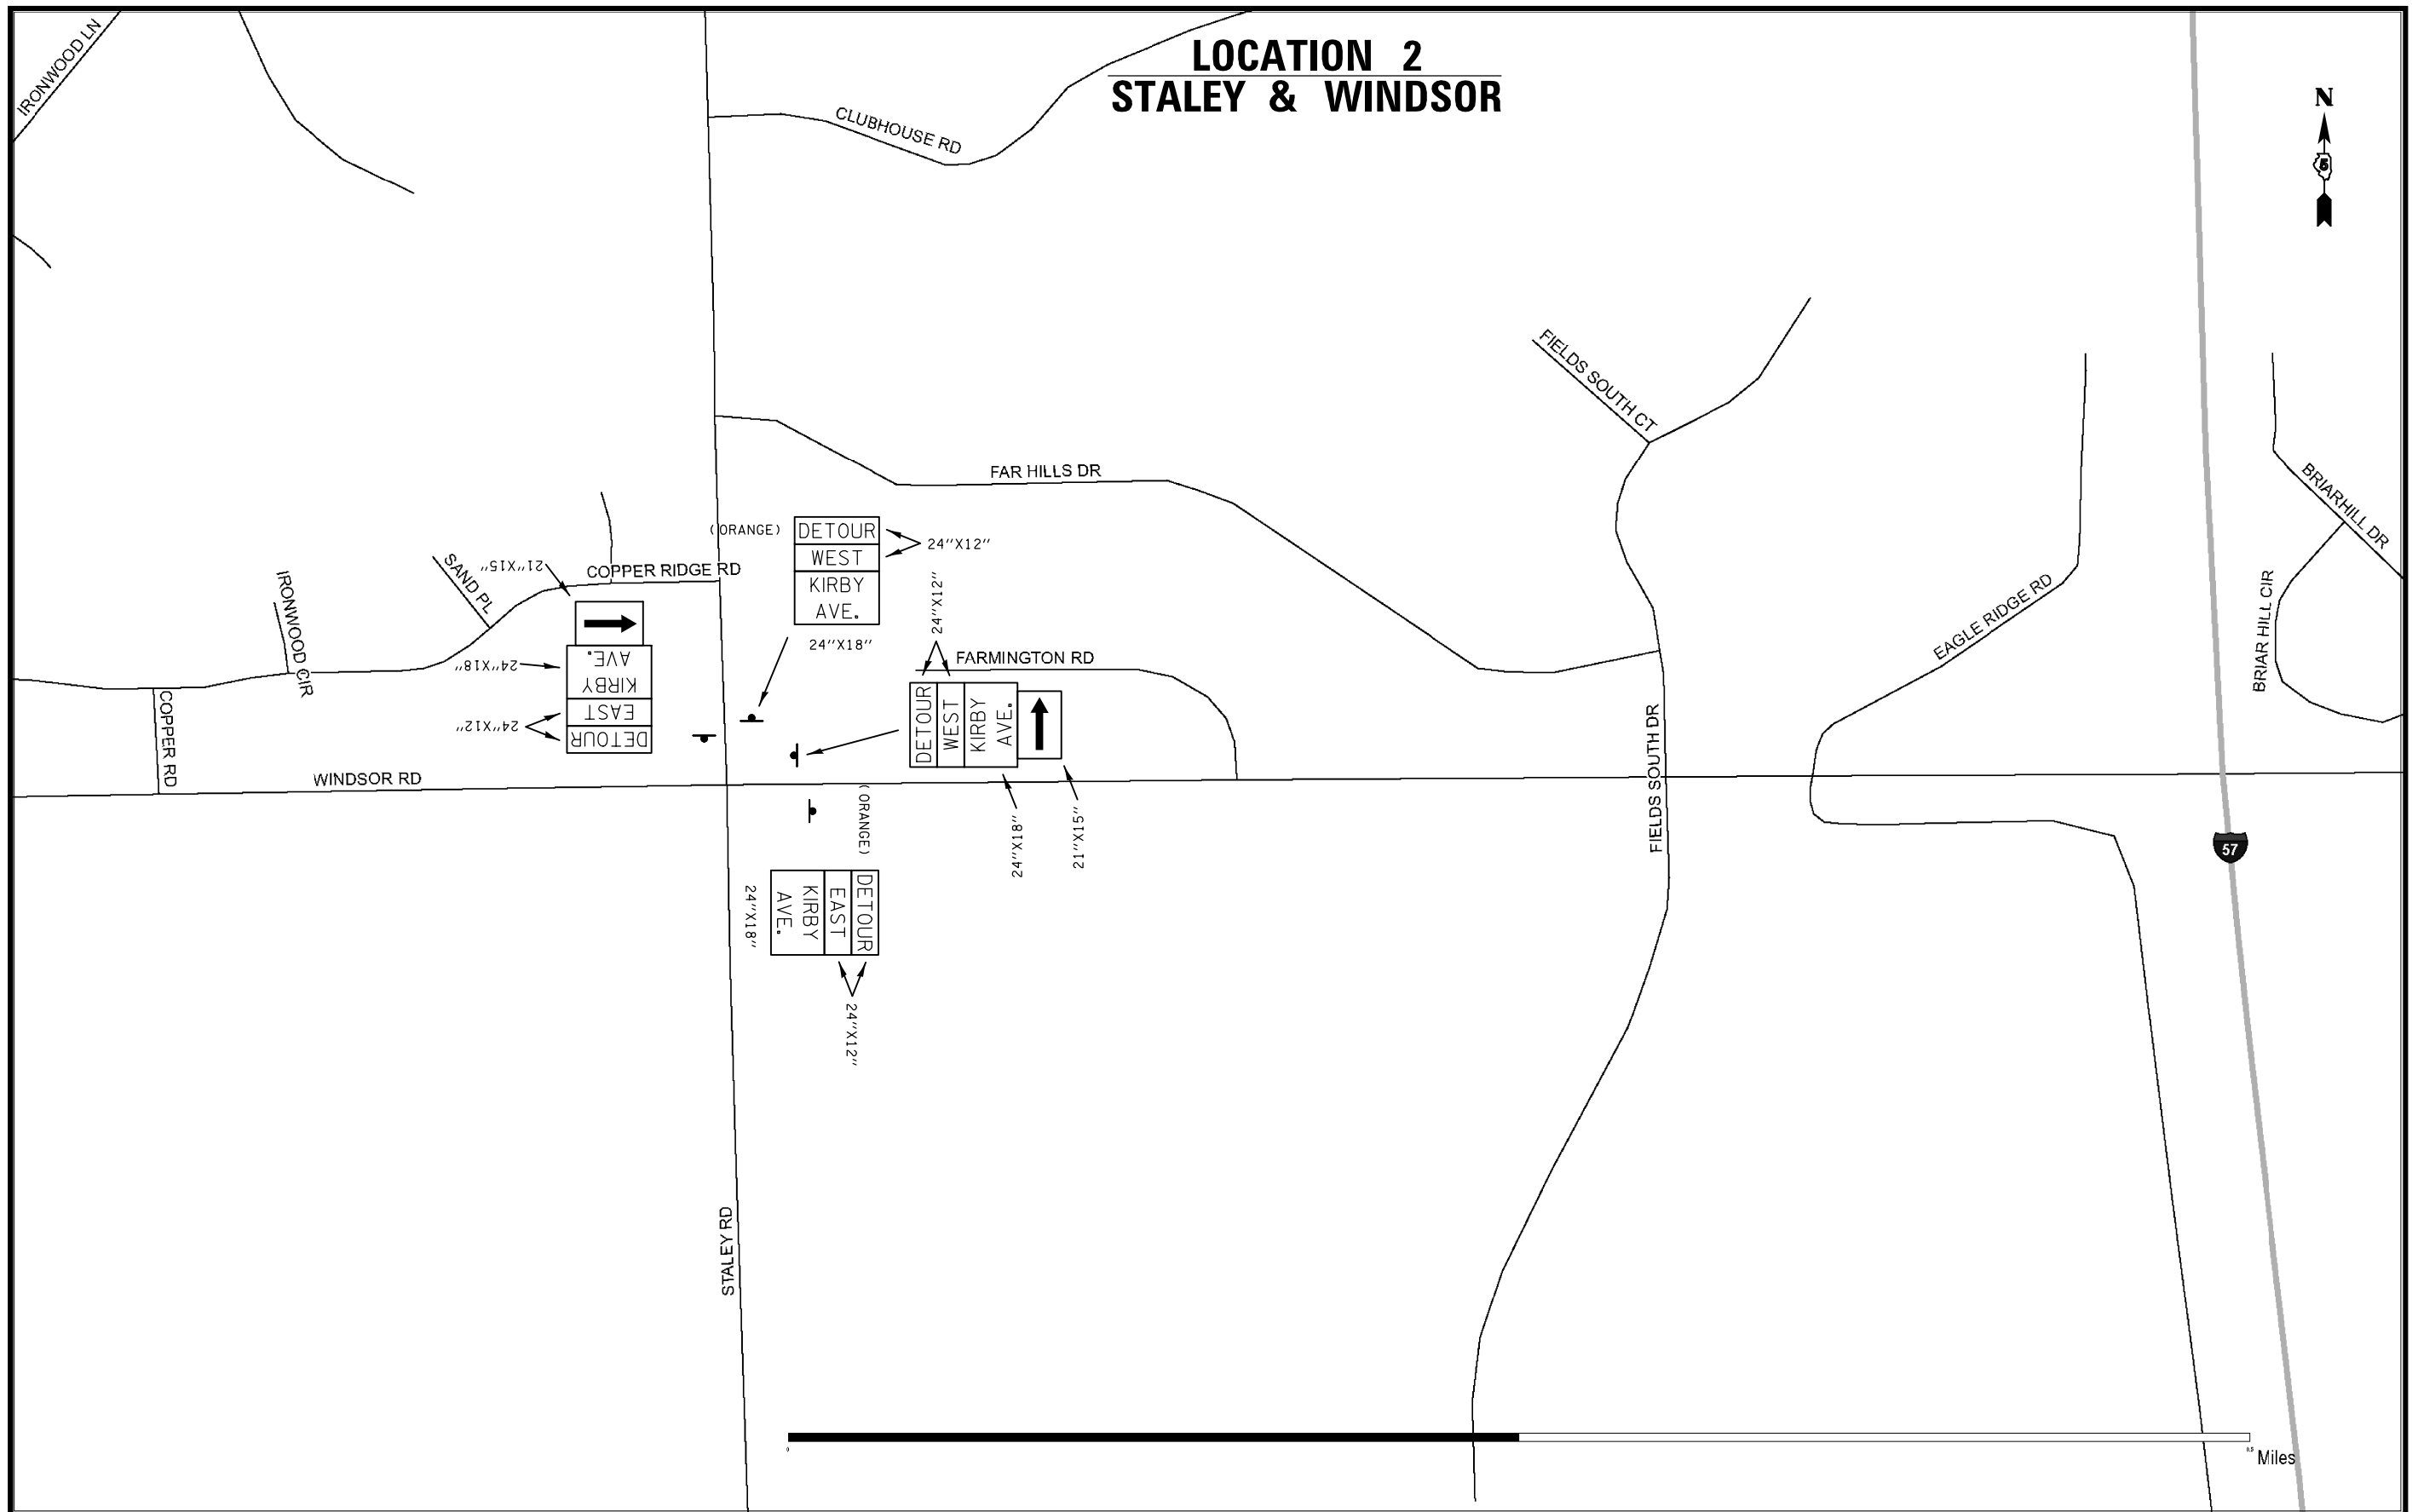 LOCATION 2
STALEY & WINDSOR
IRONWOOD LN
CLUBHOUSE RD
N
5
FIELDS SOUTH CT
FAR HILLS DR
BRIARHILL DR
(ORANGE)
DETOUR
WEST
KIRBY
AVE.
24"X12"
24"X18"
21"X15"
COPPER RIDGE RD
SAND PL
IRONWOOD CIR
COPPER RD
DETOUR
EAST
KIRBY
AVE.
24"X18"
24"X12"
24"X12"
FARMINGTON RD
DETOUR
WEST
KIRBY
AVE.
24"X18"
21"X15"
EAGLE RIDGE RD
BRIAR HILL CIR
WINDSOR RD
FIELDS SOUTH DR
57
(ORANGE)
DETOUR
EAST
KIRBY
AVE.
24"X18"
24"X12"
STALEY RD
0
0.5
Miles